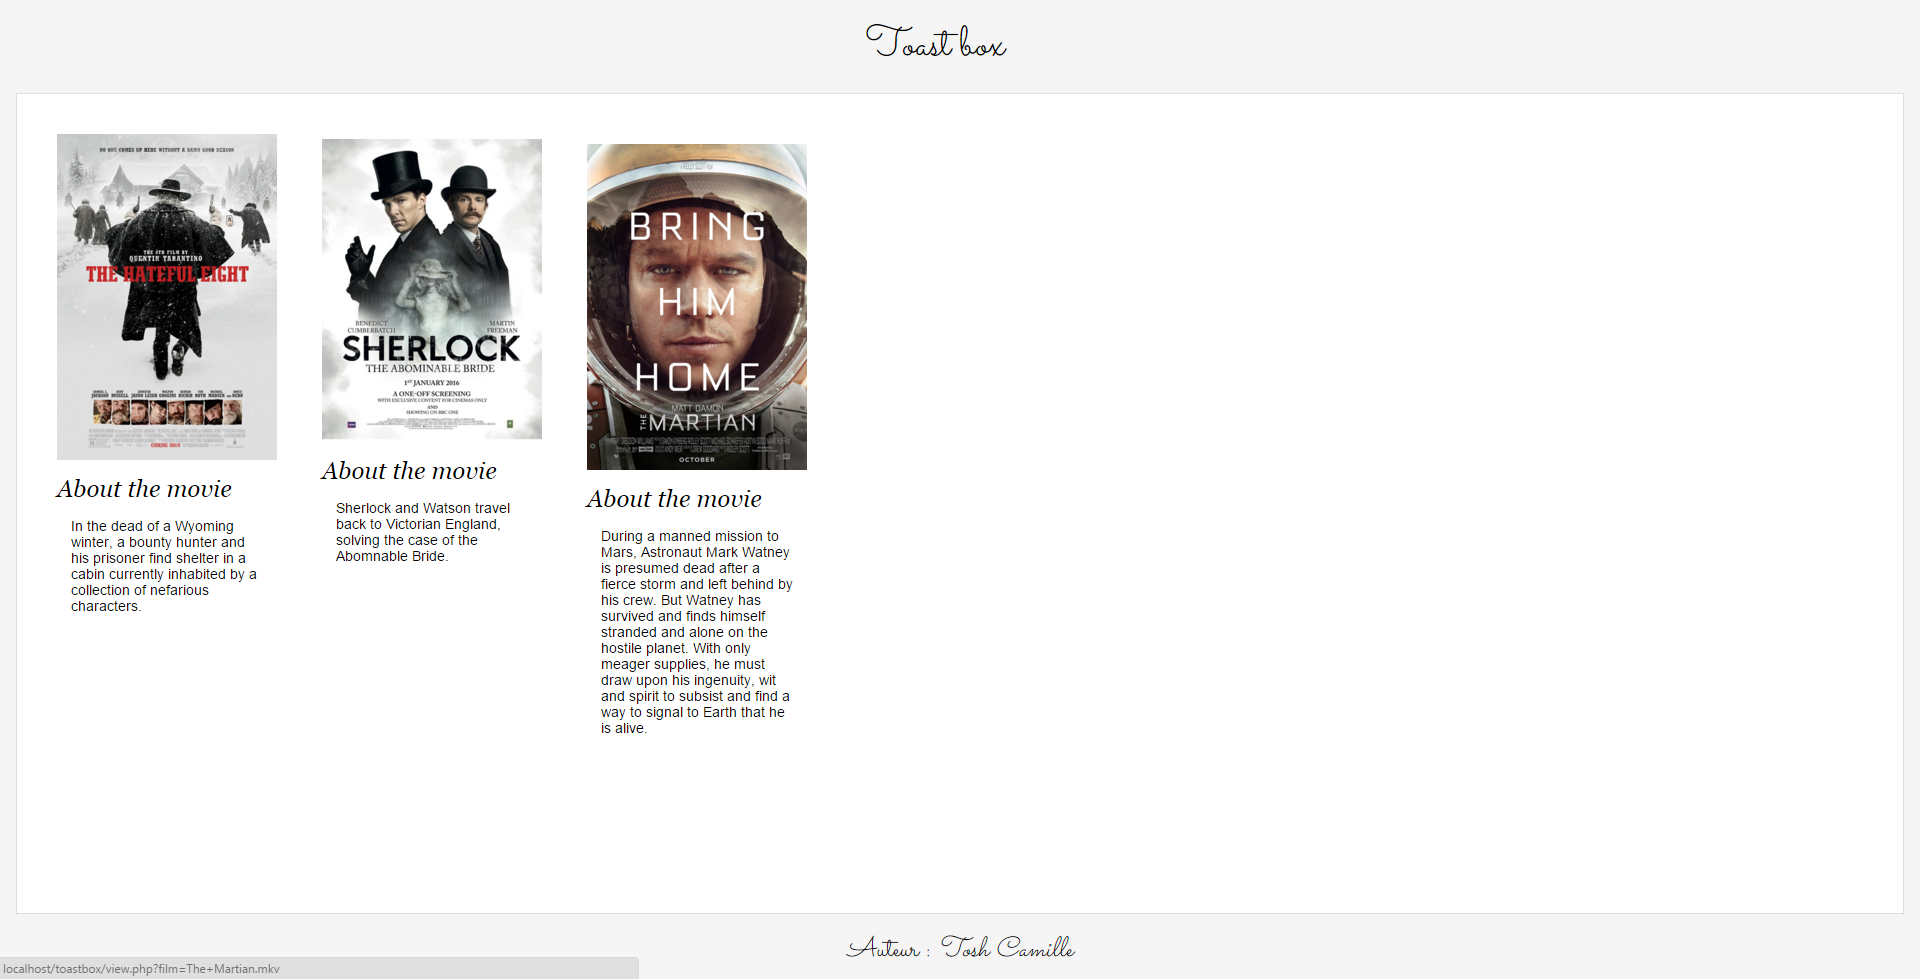 Toast box
NO ONE COMES UP HERE WITHOUT A DAMN GOOD REASON
THE 8TH FILM BY
QUENTIN TARANTINO
THE HATEFUL EIGHT
COMING SOON
About the movie
In the dead of a Wyoming
winter, a bounty hunter and
his prisoner find shelter in a
cabin currently inhabited by a
collection of nefarious
characters.
BENEDICT
CUMBERBATCH
MARTIN
FREEMAN
SHERLOCK
THE ABOMINABLE BRIDE
1ST JANUARY 2016
A ONE-OFF SCREENING
WITH EXCLUSIVE CONTENT FOR CINEMAS ONLY
AND
SHOWING ON BBC ONE
About the movie
Sherlock and Watson travel
back to Victorian England,
solving the case of the
Abomnable Bride.
BRING
HIM
HOME
MATT DAMON
THE MARTIAN
OCTOBER
About the movie
During a manned mission to
Mars, Astronaut Mark Watney
is presumed dead after a
fierce storm and left behind by
his crew. But Watney has
survived and finds himself
stranded and alone on the
hostile planet. With only
meager supplies, he must
draw upon his ingenuity, wit
and spirit to subsist and find a
way to signal to Earth that he
is alive.
Auteur : Tosh Camille
localhost/toastbox/view.php?film=The+Martian.mkv